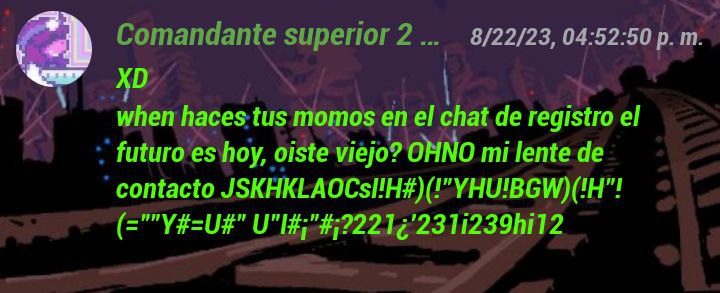 Comandante superior 2 ... 8/22/23, 04:52:50 p. m.
XD
when haces tus momos en el chat de registro el
futuro es hoy, oiste viejo? OHNO mi lente de
contacto JSKHKLAOCsI!H#)(!"YHU!BGW)(!H"!
(=""Y#=U#" U"I#¡"#¡?221¿'231i239hi12